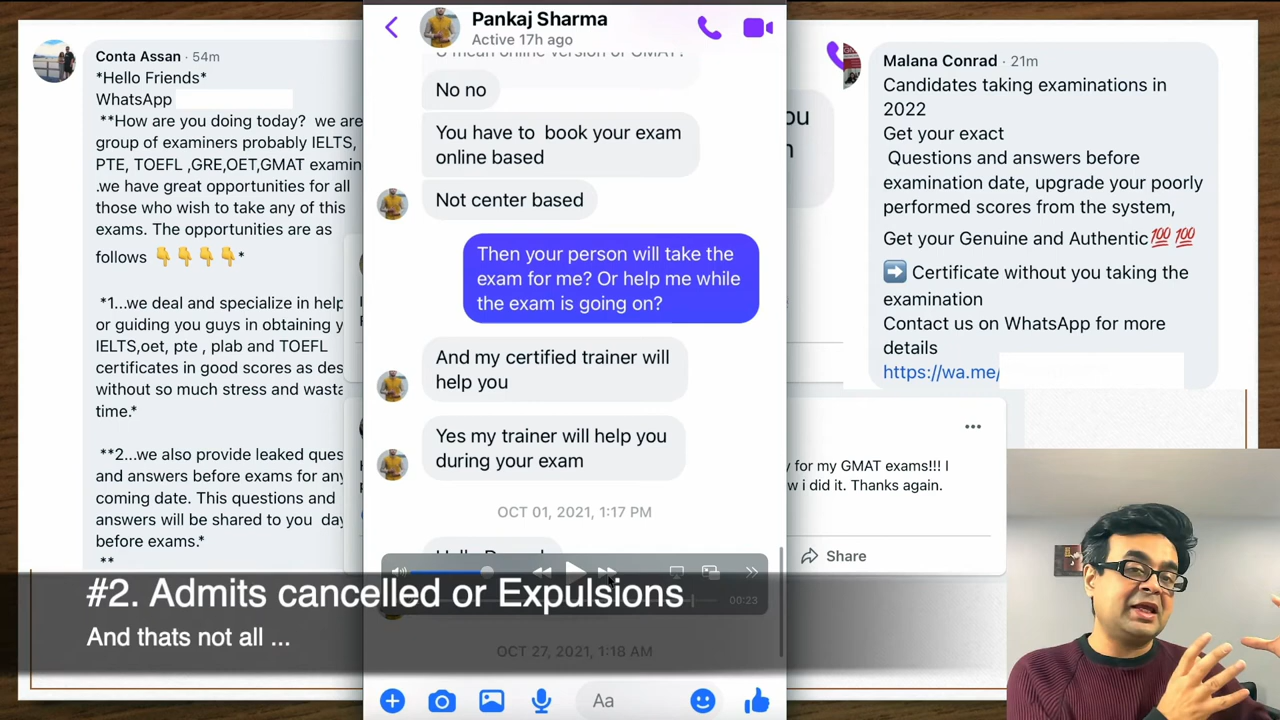 Conta Assan · 54m
*Hello Friends*
WhatsApp
**How are you doing today? we are
group of examiners probably IELTS,
PTE, TOEFL ,GRE,OET,GMAT examin
.we have great opportunities for all
those who wish to take any of this
exams. The opportunities are as
follows 👇👇👇👇*
*1...we deal and specialize in help
or guiding you guys in obtaining y
IELTS,oet, pte , plab and TOEFL
certificates in good scores as des
without so much stress and wasta
time.*
**2...we also provide leaked ques
and answers before exams for any
coming date. This questions and
answers will be shared to you day
before exams.*
**
Pankaj Sharma
Active 17h ago
U mean online version of GMAT?
No no
You have to book your exam
online based
Not center based
Then your person will take the
exam for me? Or help me while
the exam is going on?
And my certified trainer will
help you
Yes my trainer will help you
during your exam
OCT 01, 2021, 1:17 PM
00:23
OCT 27, 2021, 1:18 AM
Aa
ou
Malana Conrad · 21m
Candidates taking examinations in
2022
Get your exact
Questions and answers before
examination date, upgrade your poorly
performed scores from the system,
Get your Genuine and Authentic💯💯
➡️ Certificate without you taking the
examination
Contact us on WhatsApp for more
details
https://wa.me/
y for my GMAT exams!!! I
w i did it. Thanks again.
Share
#2. Admits cancelled or Expulsions
And thats not all ...